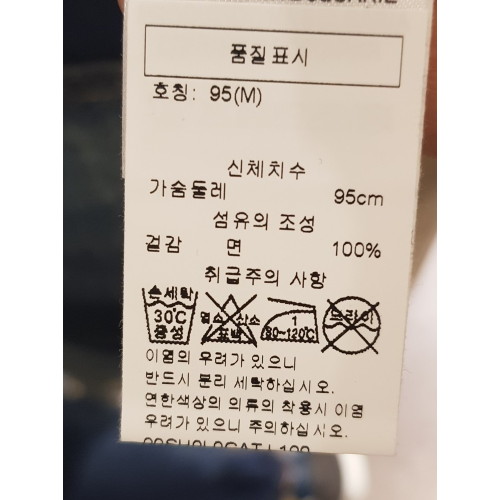 품질표시
호칭: 95(M)
신체치수
가슴둘레 95cm
섬유의 조성
겉감 면 100%
취급주의 사항
손세탁
30℃
중성
염소 산소
표백
1
80~120℃
드라이
이염의 우려가 있으니
반드시 분리 세탁하십시오.
연한색상의 의류의 착용시 이염
우려가 있으니 주의하십시오.